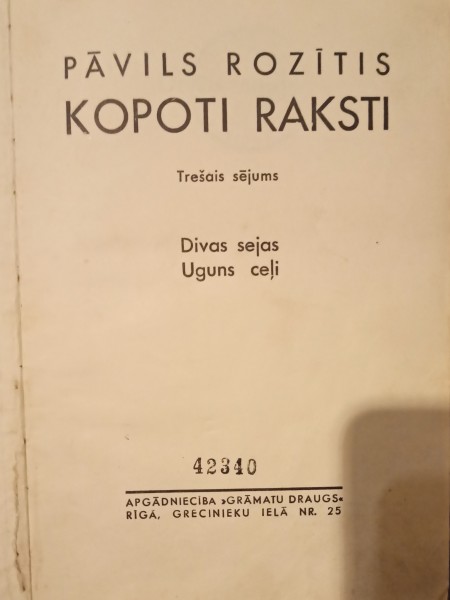 PĀVILS ROZĪTIS
KOPOTI RAKSTI
Trešais sējums
Divas sejas
Uguns ceļi
42340
APGĀDNIECĪBA »GRĀMATU DRAUGS«
RĪGĀ, GRECINIEKU IELĀ NR. 25